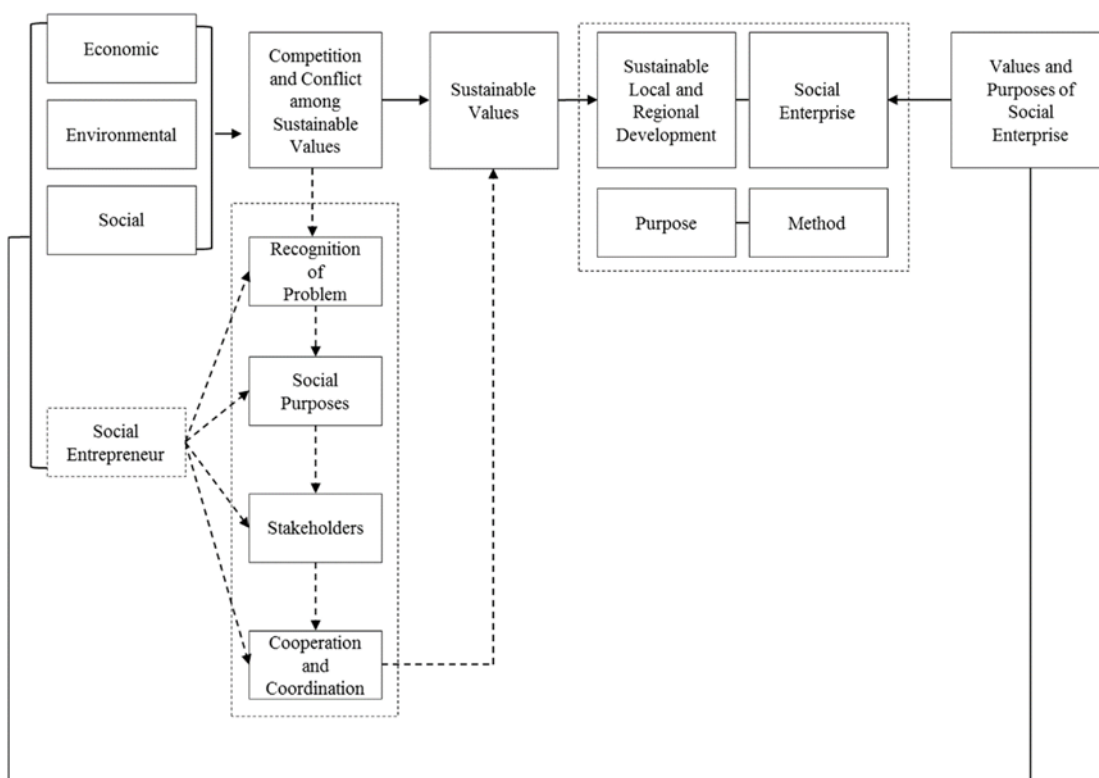 Economic
Environmental
Social
Competition
and Conflict
among
Sustainable
Values
Sustainable
Values
Sustainable
Local and
Regional
Development
Social
Enterprise
Values and
Purposes of
Social
Enterprise
Purpose
Method
Recognition
of
Problem
Social
Purposes
Social
Entrepreneur
Stakeholders
Cooperation
and
Coordination